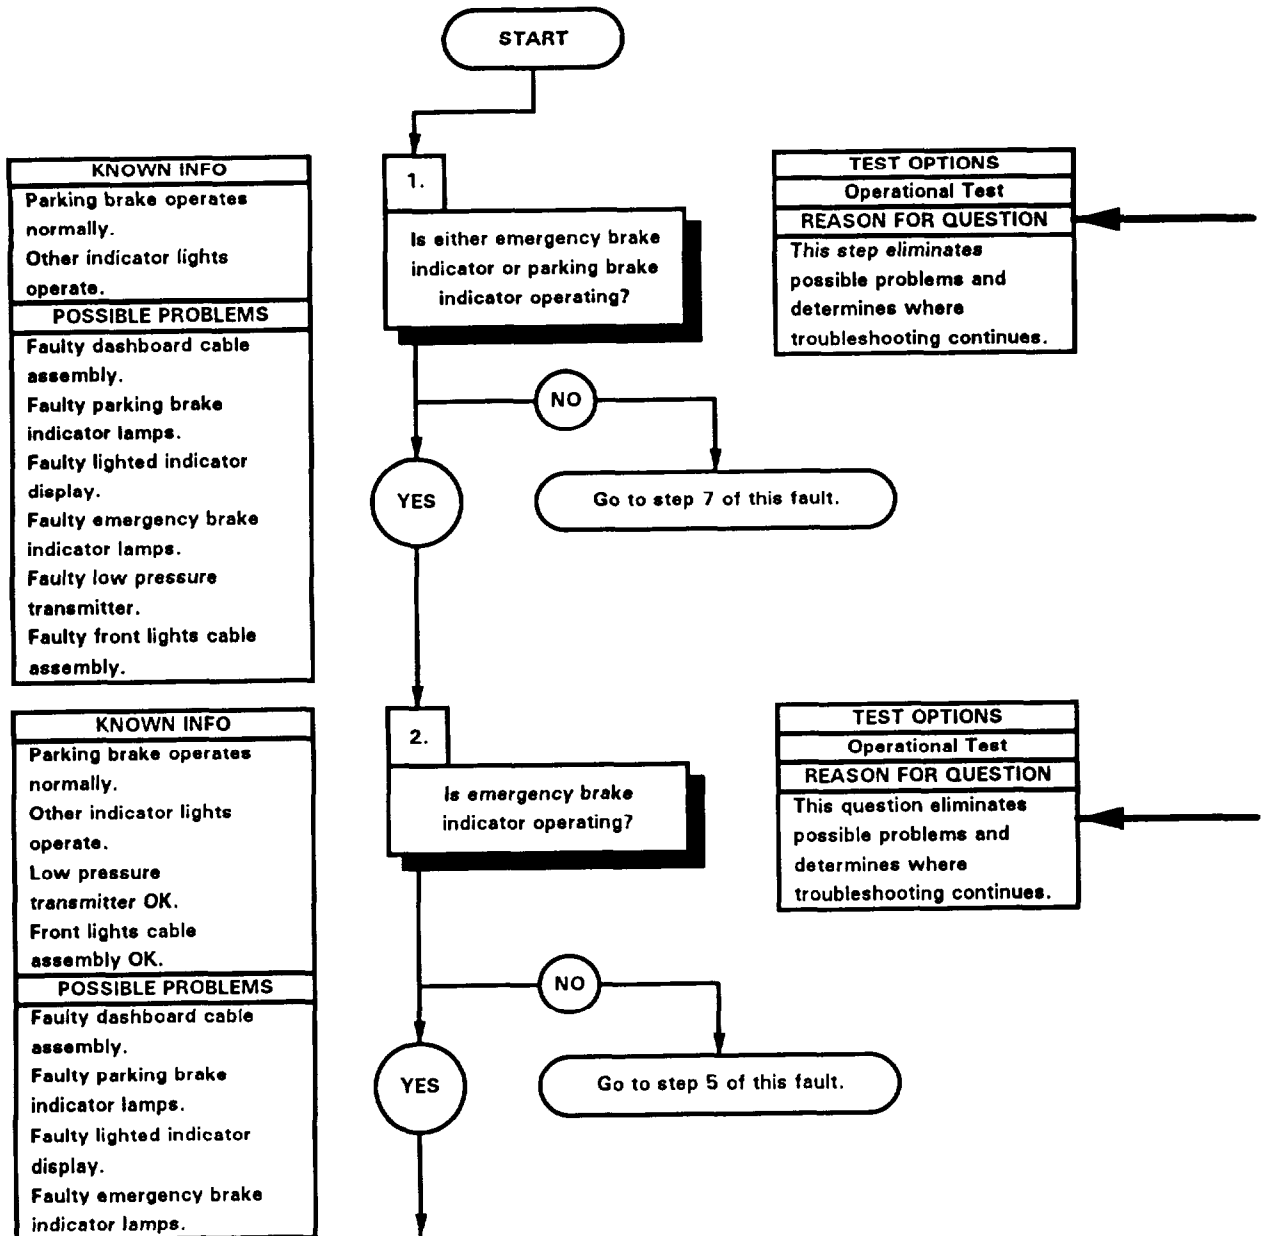 START
KNOWN INFO
Parking brake operates
normally.
Other indicator lights
operate.
POSSIBLE PROBLEMS
Faulty dashboard cable
assembly.
Faulty parking brake
indicator lamps.
Faulty lighted indicator
display.
Faulty emergency brake
indicator lamps.
Faulty low pressure
transmitter.
Faulty front lights cable
assembly.
1.
Is either emergency brake
indicator or parking brake
indicator operating?
TEST OPTIONS
Operational Test
REASON FOR QUESTION
This step eliminates
possible problems and
determines where
troubleshooting continues.
NO
YES
Go to step 7 of this fault.
KNOWN INFO
Parking brake operates
normally.
Other indicator lights
operate.
Low pressure
transmitter OK.
Front lights cable
assembly OK.
POSSIBLE PROBLEMS
Faulty dashboard cable
assembly.
Faulty parking brake
indicator lamps.
Faulty lighted indicator
display.
Faulty emergency brake
indicator lamps.
2.
Is emergency brake
indicator operating?
TEST OPTIONS
Operational Test
REASON FOR QUESTION
This question eliminates
possible problems and
determines where
troubleshooting continues.
NO
YES
Go to step 5 of this fault.